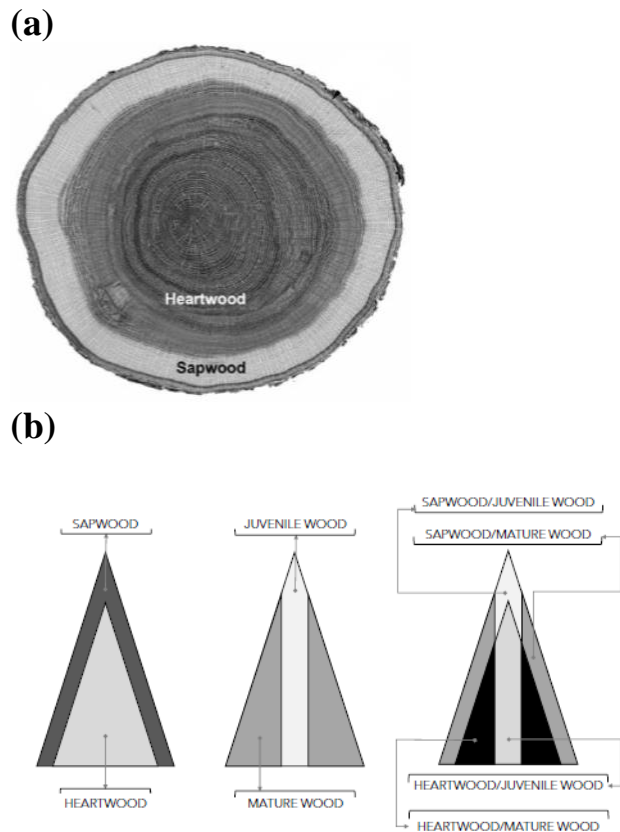 (a)
Heartwood
Sapwood
(b)
SAPWOOD
JUVENILE WOOD
SAPWOOD/JUVENILE WOOD
SAPWOOD/MATURE WOOD
HEARTWOOD
MATURE WOOD
HEARTWOOD/JUVENILE WOOD
HEARTWOOD/MATURE WOOD